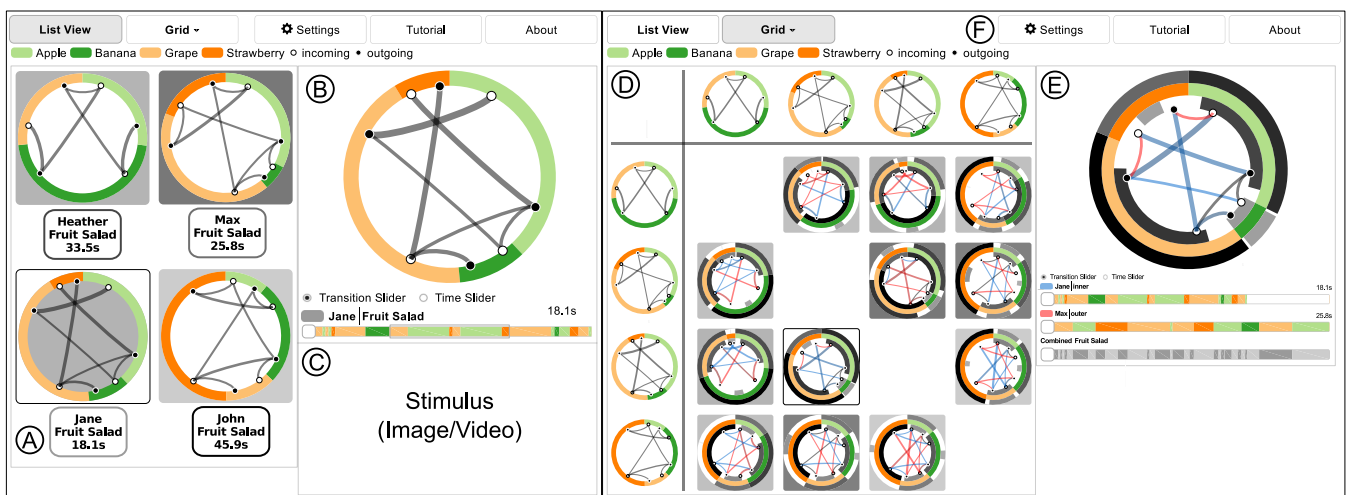 List View
Grid
Settings
Tutorial
About
Apple Banana Grape Strawberry incoming outgoing
Heather
Fruit Salad
33.5s
Max
Fruit Salad
25.8s
Jane
Fruit Salad
18.1s
John
Fruit Salad
45.9s
A
B
Transition Slider Time Slider
Jane Fruit Salad 18.1s
C
Stimulus
(Image/Video)
List View
Grid
F
Settings
Tutorial
About
Apple Banana Grape Strawberry incoming outgoing
D
E
Transition Slider Time Slider
Jane inner 18.1s
Max outer 25.8s
Combined Fruit Salad